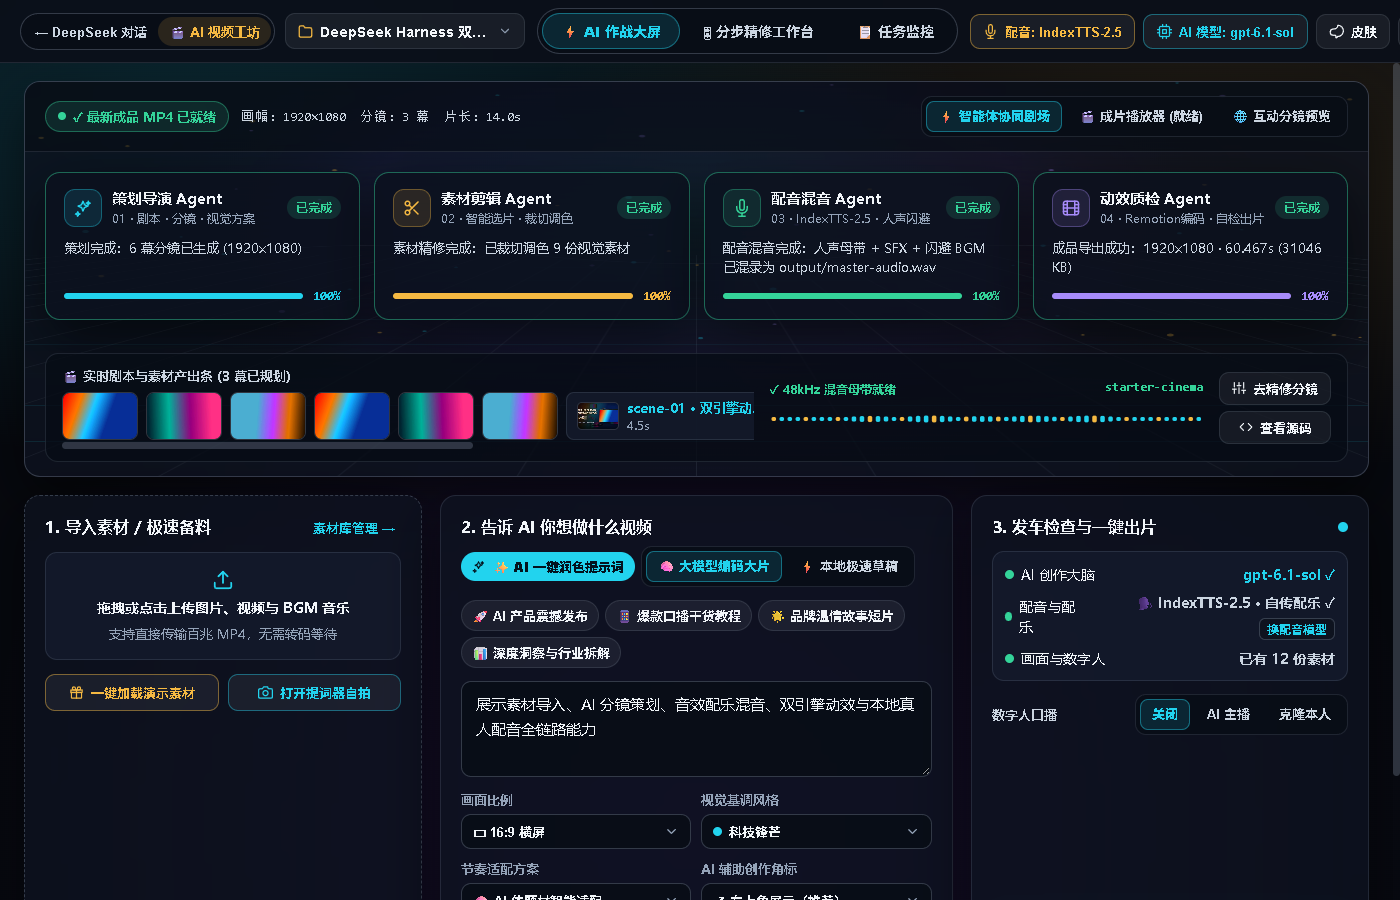 ← DeepSeek 对话
AI 视频工坊
DeepSeek Harness 双...
AI 作战大屏
分步精修工作台
任务监控
配音: IndexTTS-2.5
AI 模型: gpt-6.1-sol
皮肤
✓ 最新成品 MP4 已就绪
画幅: 1920×1080
分镜: 3 幕
片长: 14.0s
智能体协同剧场
成片播放器 (就绪)
互动分镜预览
策划导演 Agent
01 · 剧本 · 分镜 · 视觉方案
已完成
策划完成：6 幕分镜已生成 (1920x1080)
100%
素材剪辑 Agent
02 · 智能选片 · 裁切调色
已完成
素材精修完成：已裁切调色 9 份视觉素材
100%
配音混音 Agent
03 · IndexTTS-2.5 · 人声闪避
已完成
配音混音完成：人声母带 + SFX + 闪避 BGM
已混录为 output/master-audio.wav
100%
动效质检 Agent
04 · Remotion编码 · 自检出片
已完成
成品导出成功：1920x1080 · 60.467s (31046
KB)
100%
实时剧本与素材产出条 (3 幕已规划)
scene-01 • 双引擎动
4.5s
✓ 48kHz 混音母带就绪
starter-cinema
去精修分镜
查看源码
1. 导入素材 / 极速备料
素材库管理 →
拖拽或点击上传图片、视频与 BGM 音乐
支持直接传输百兆 MP4，无需转码等待
一键加载演示素材
打开提词器自拍
2. 告诉 AI 你想做什么视频
AI 一键润色提示词
大模型编码大片
本地极速草稿
AI 产品震撼发布
爆款口播干货教程
品牌温情故事短片
深度洞察与行业拆解
展示素材导入、AI 分镜策划、音效配乐混音、双引擎动效与本地真
人配音全链路能力
画面比例
视觉基调风格
16:9 横屏
科技锋芒
节奏适配方案
AI 辅助创作角标
3. 发车检查与一键出片
AI 创作大脑
gpt-6.1-sol ✓
配音与配
乐
IndexTTS-2.5 • 自传配乐 ✓
换配音模型
画面与数字人
已有 12 份素材
数字人口播
关闭
AI 主播
克隆本人